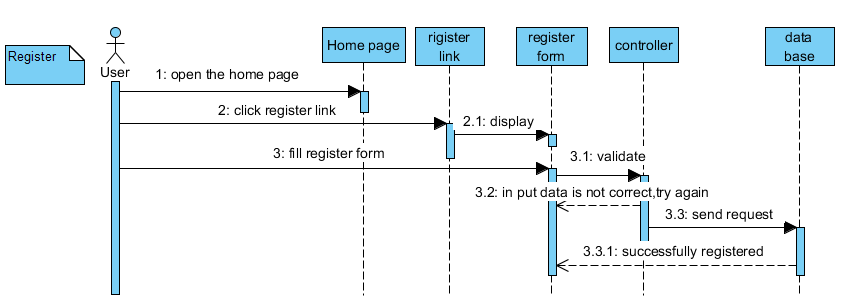 Register
User
Home page
rigister
link
register
form
controller
data
base
1: open the home page
2: click register link
2.1: display
3: fill register form
3.1: validate
3.2: in put data is not correct,try again
3.3: send request
3.3.1: successfully registered